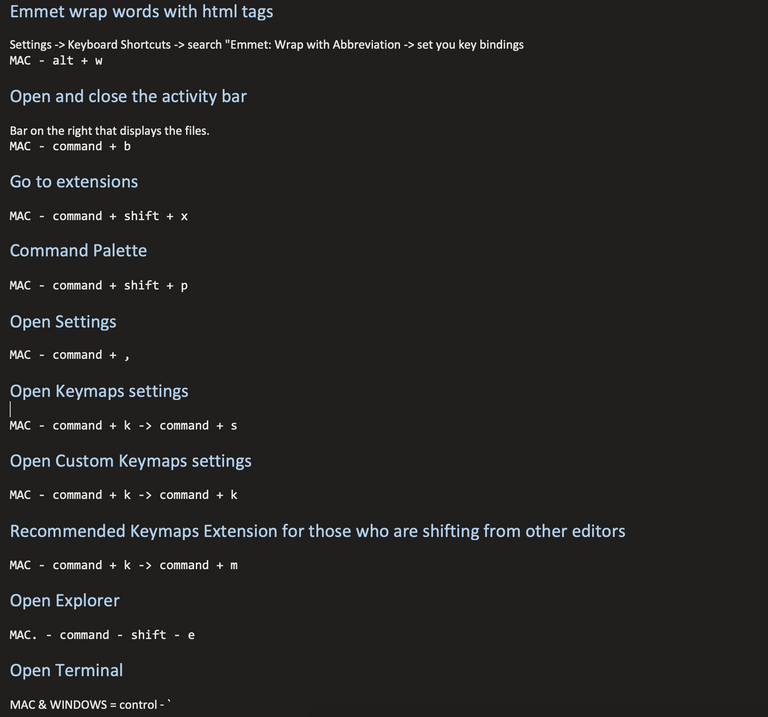 Emmet wrap words with html tags
Settings -> Keyboard Shortcuts -> search "Emmet: Wrap with Abbreviation -> set you key bindings
MAC - alt + w
Open and close the activity bar
Bar on the right that displays the files.
MAC - command + b
Go to extensions
MAC - command + shift + x
Command Palette
MAC - command + shift + p
Open Settings
MAC - command + ,
Open Keymaps settings
MAC - command + k -> command + s
Open Custom Keymaps settings
MAC - command + k -> command + k
Recommended Keymaps Extension for those who are shifting from other editors
MAC - command + k -> command + m
Open Explorer
MAC. - command - shift - e
Open Terminal
MAC & WINDOWS = control - `